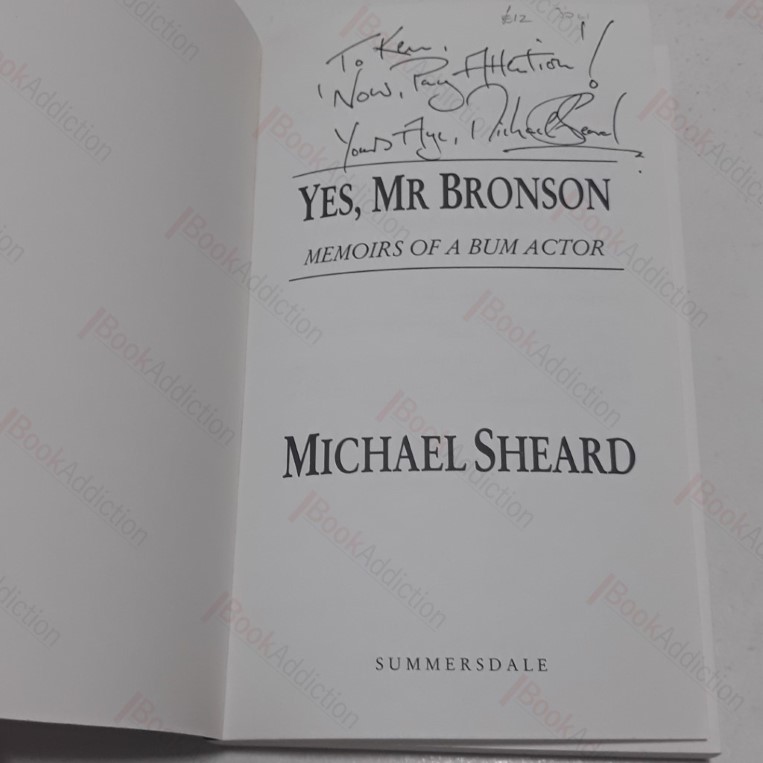 £12
To Ken,
'Now, Pay Attention'!
Yours Aye, Michael Sheard
YES, MR BRONSON
MEMOIRS OF A BUM ACTOR
MICHAEL SHEARD
SUMMERSDALE
BookAddiction